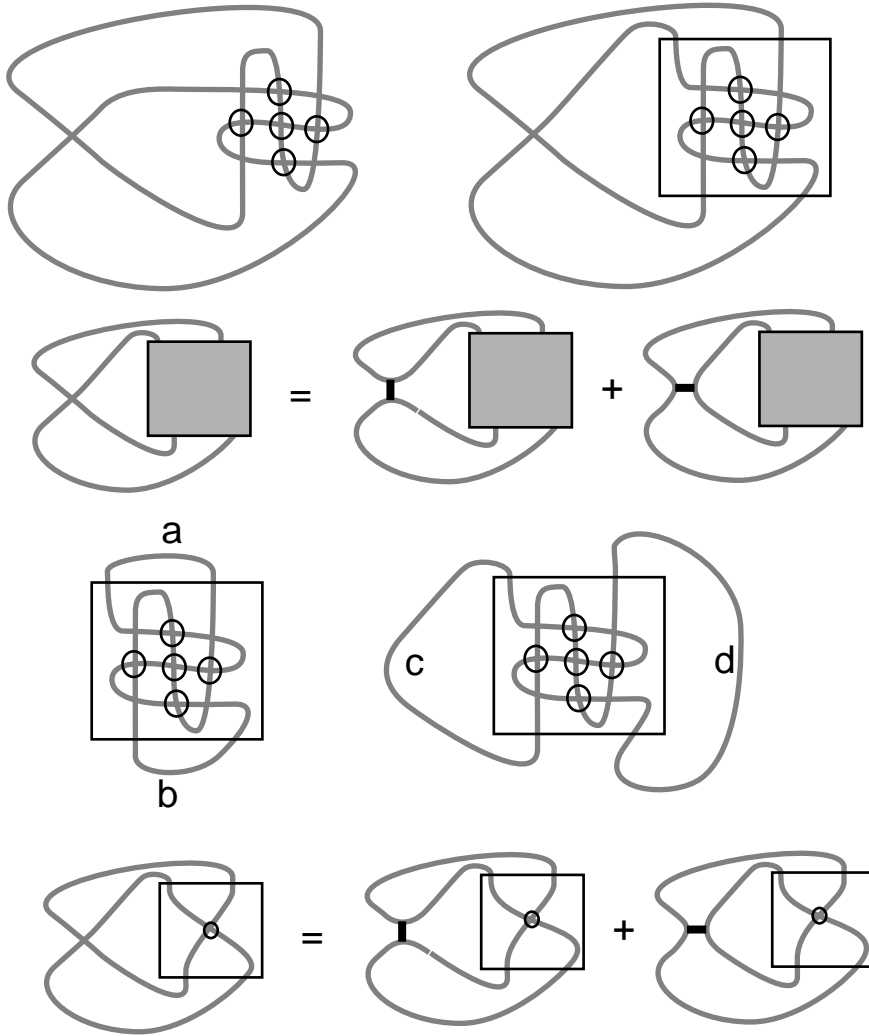 = +
a
c d
b
= +